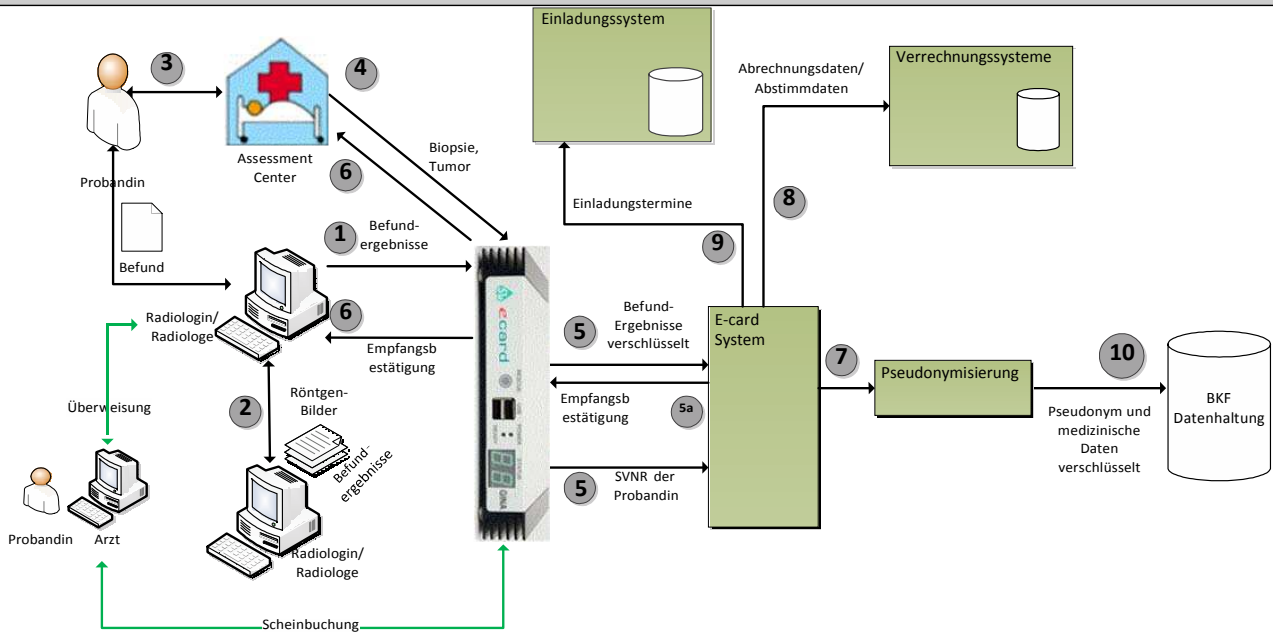 Einladungssystem
Verrechnungssysteme
Abrechnungsdaten/
Abstimmdaten
3
4
Assessment
Center
Biopsie,
Tumor
6
Probandin
Befund
1
Befund-
ergebnisse
Einladungstermine
9
8
Radiologin/
Radiologe
6
Empfangsb
estätigung
ecard
GINA
5
Befund-
Ergebnisse
verschlüsselt
E-card
System
7
Pseudonymisierung
10
BKF
Datenhaltung
Empfangsb
estätigung
5a
Pseudonym und
medizinische
Daten
verschlüsselt
Überweisung
2
Röntgen-
Bilder
Befund-
ergebnisse
5
SVNR der
Probandin
Probandin
Arzt
Radiologin/
Radiologe
Scheinbuchung